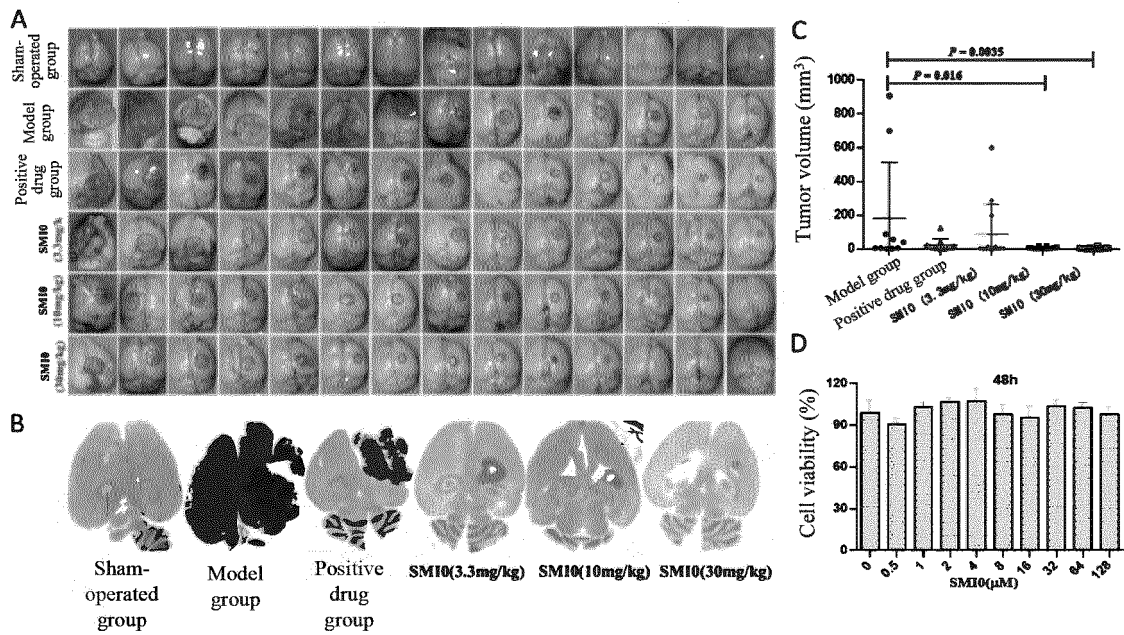 A
Sham-
operated
group
Model
group
Positive
drug
group
SMI0
(3.3mg/k
SMI0
(10mg/kg)
SMI0
(30mg/kg)
B
Sham-
operated
group
Model
group
Positive
drug
group
SMI0(3.3mg/kg)
SMI0(10mg/kg)
SMI0(30mg/kg)
C
P = 0.0035
P = 0.016
Tumor volume (mm³)
1000
800
600
400
200
0
Model group
Positive drug group
SMI0 (3.3mg/kg)
SMI0 (10mg/kg)
SMI0 (30mg/kg)
D
48h
Cell viability (%)
120
90
60
30
0
0 0.5 1 2 4 8 16 32 64 128
SMI0(μM)